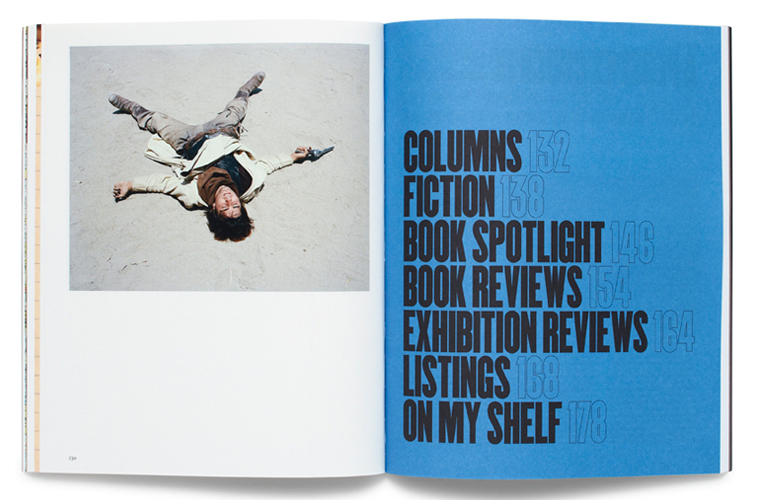 130
COLUMNS 132
FICTION 138
BOOK SPOTLIGHT 146
BOOK REVIEWS 154
EXHIBITION REVIEWS 164
LISTINGS 168
ON MY SHELF 178